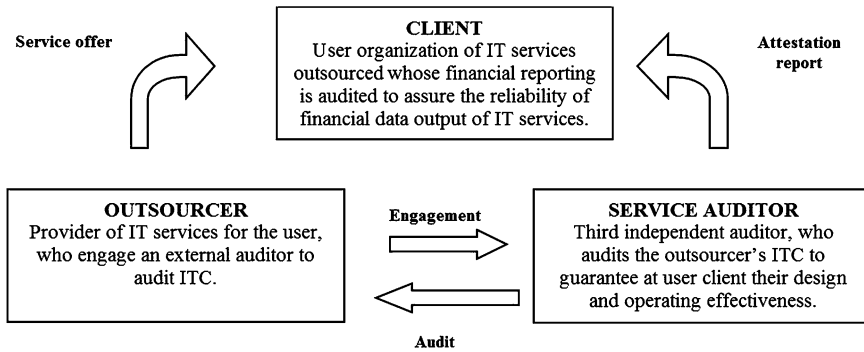 Service offer
CLIENT
User organization of IT services
outsourced whose financial reporting
is audited to assure the reliability of
financial data output of IT services.
Attestation
report
OUTSOURCER
Provider of IT services for the user,
who engage an external auditor to
audit ITC.
Engagement
Audit
SERVICE AUDITOR
Third independent auditor, who
audits the outsourcer’s ITC to
guarantee at user client their design
and operating effectiveness.